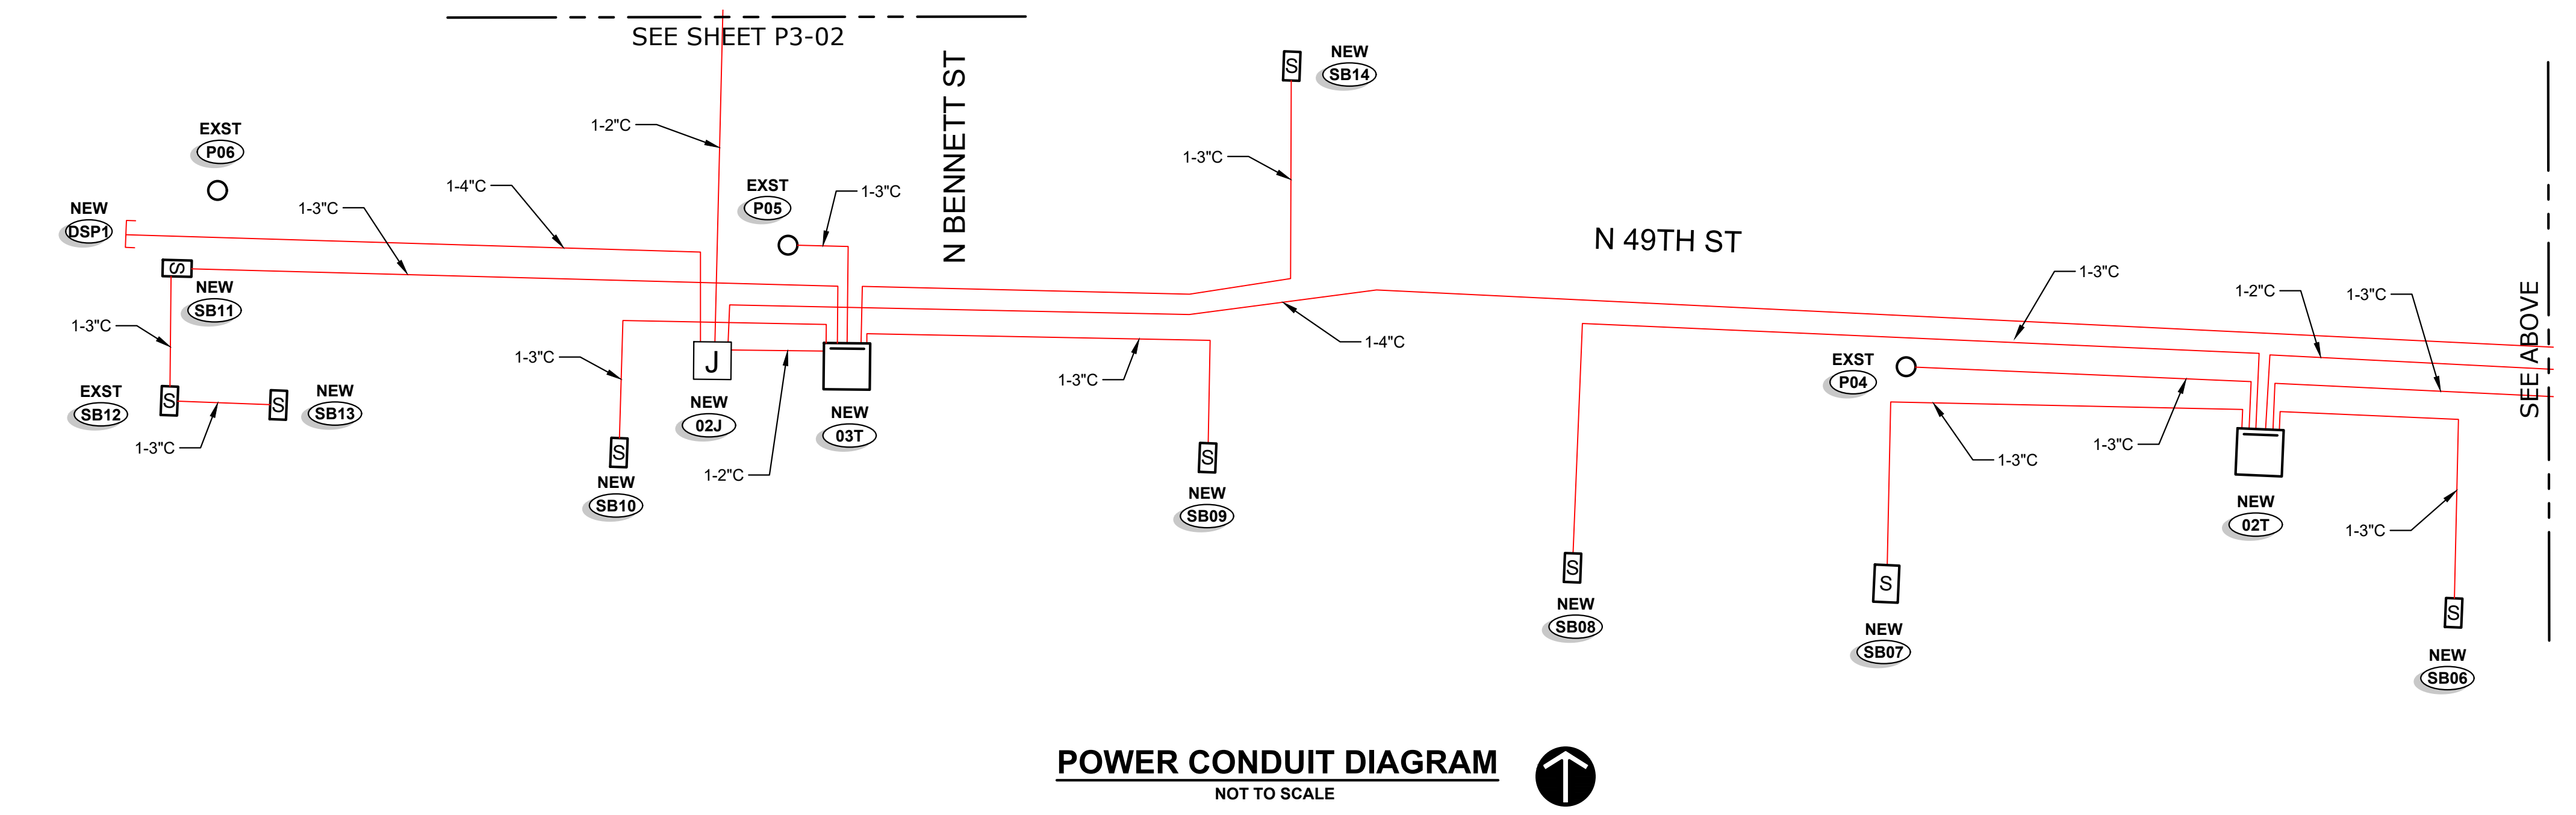 SEE SHEET P3-02
N BENNETT ST
NEW
SB14
S
1-2"C
1-3"C
EXST
P06
1-4"C
1-3"C
EXST
P05
1-3"C
NEW
DSP1
N 49TH ST
S
NEW
SB11
1-3"C
1-3"C
1-2"C
1-3"C
SEE ABOVE
1-4"C
1-3"C
J
EXST
P04
1-3"C
EXST
SB12
S
S
NEW
SB13
1-3"C
NEW
02J
NEW
03T
1-2"C
S
NEW
SB10
S
NEW
SB09
1-3"C
1-3"C
NEW
02T
1-3"C
S
NEW
SB08
S
NEW
SB07
S
NEW
SB06
POWER CONDUIT DIAGRAM
NOT TO SCALE